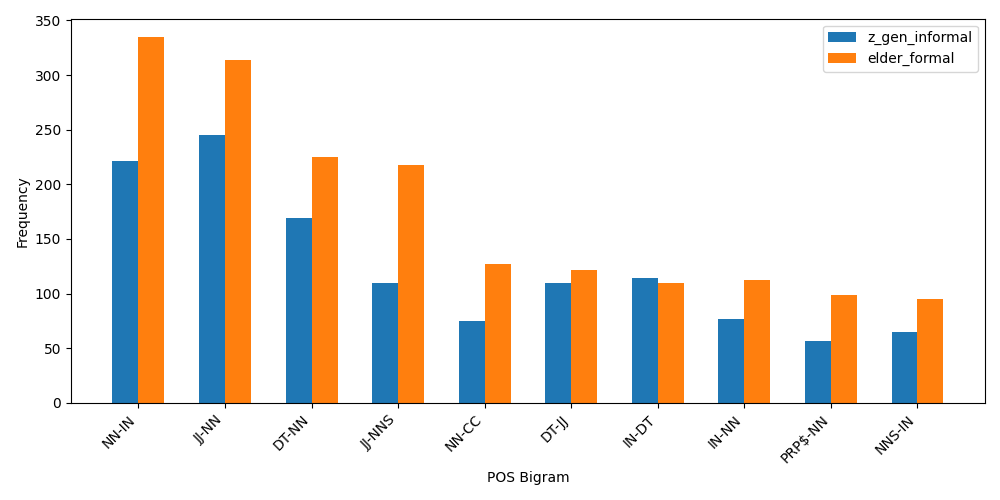 350
300
250
200
150
100
50
0
Frequency
z_gen_informal
elder_formal
NN-IN
JJ-NN
DT-NN
JJ-NNS
NN-CC
DT-JJ
IN-DT
IN-NN
PRP$-NN
NNS-IN
POS Bigram